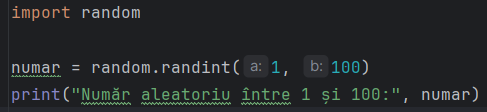 import random
numar = random.randint( a: 1, b: 100)
print("Număr aleatoriu între 1 și 100:", numar)